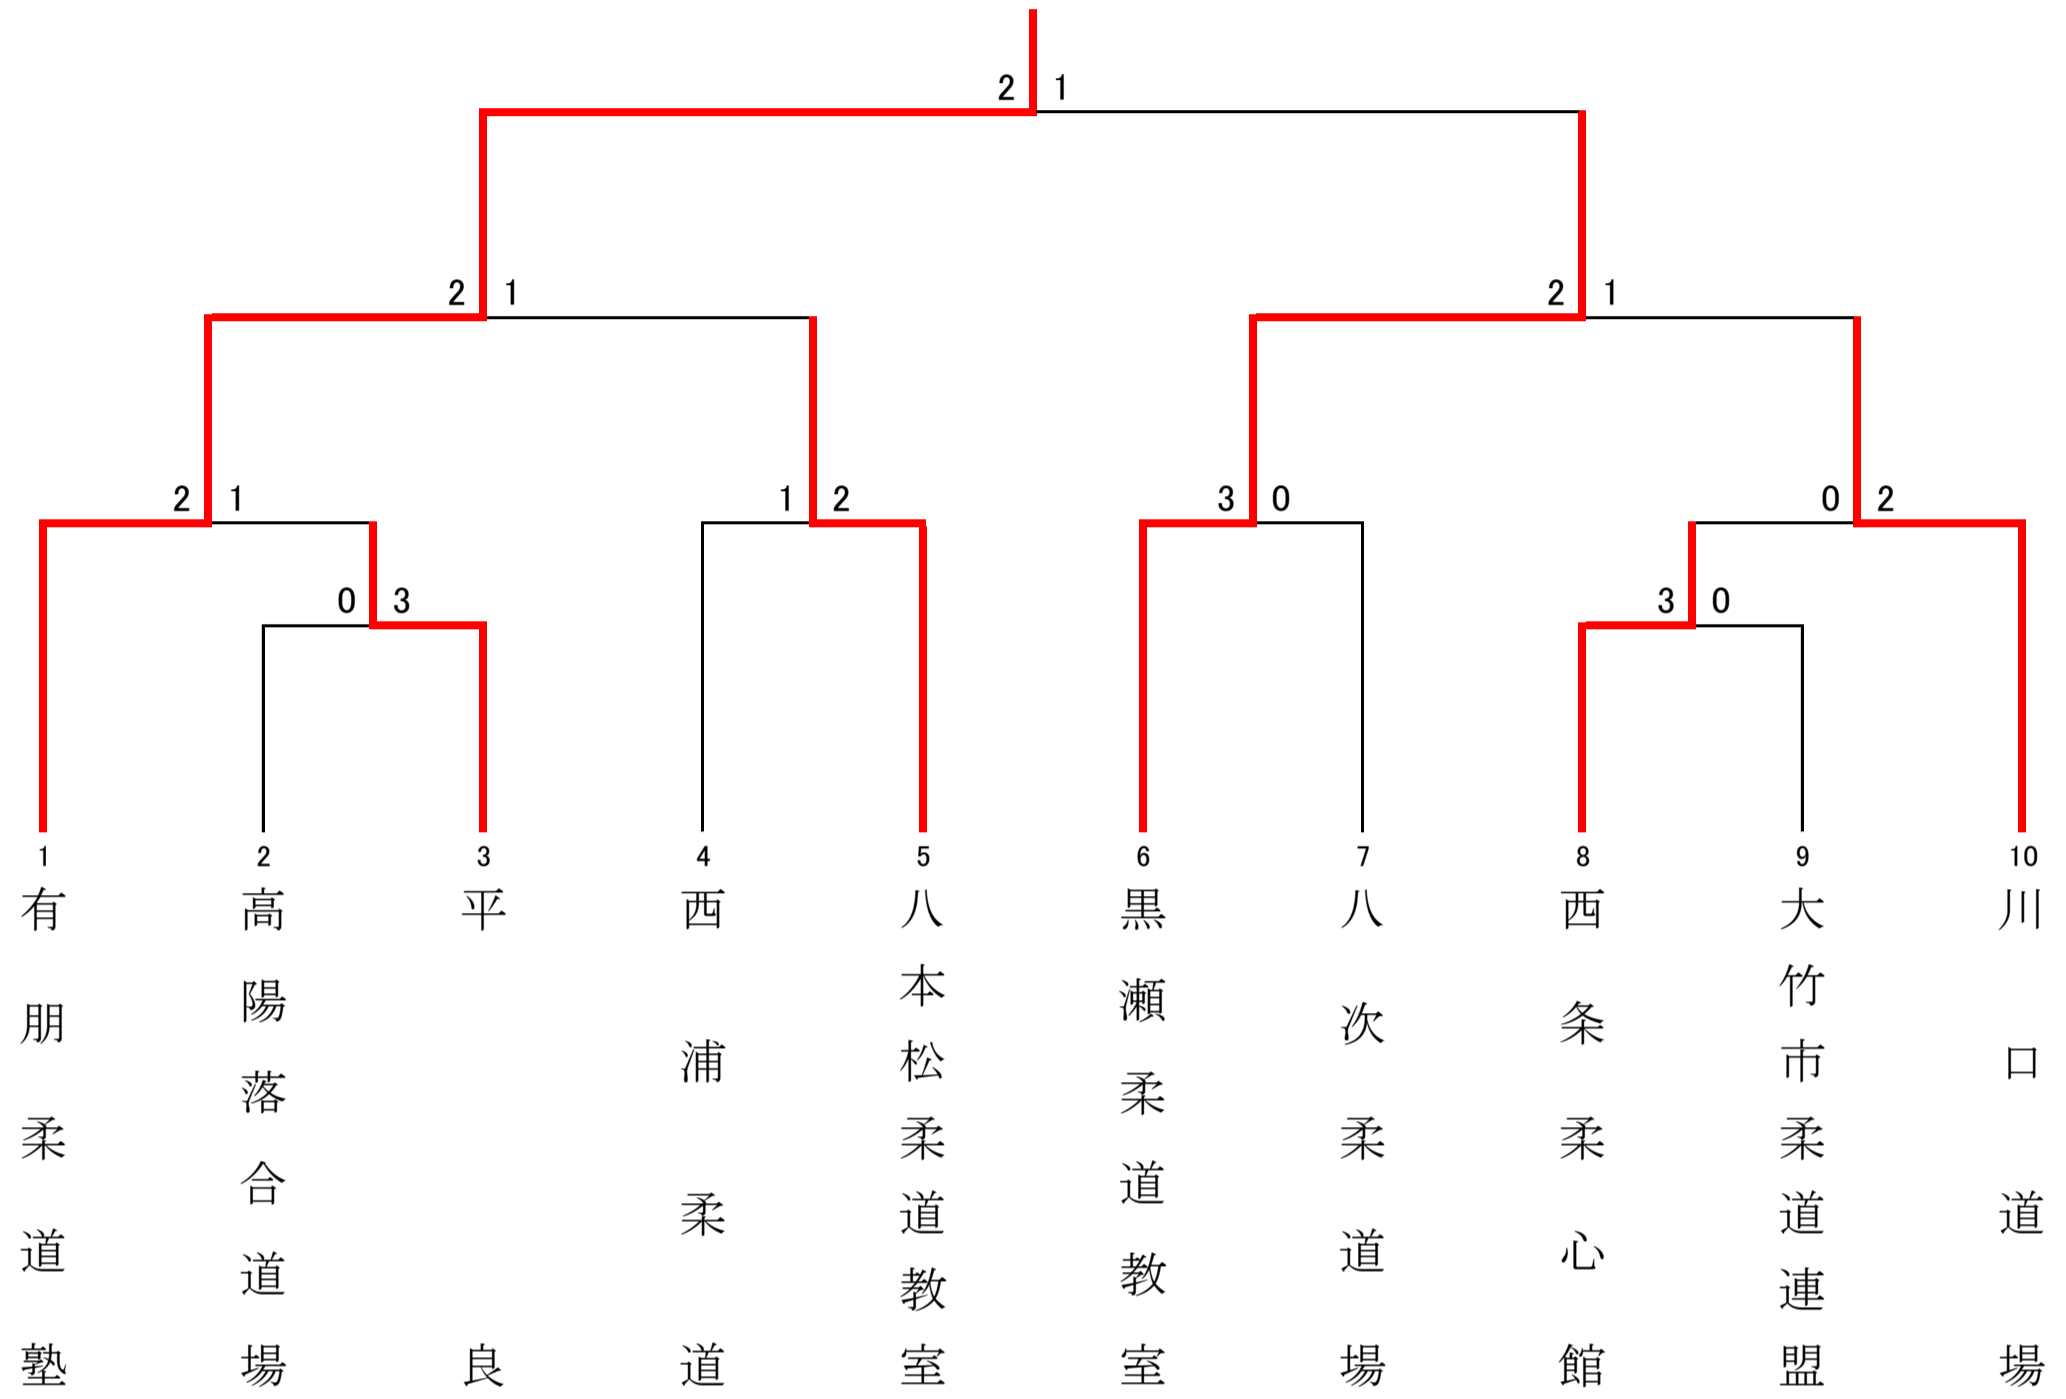 2 1
2 1
2 1
2 1
1 2
3 0
0 2
0 3
3 0
1
2
3
4
5
6
7
8
9
10
有朋柔道塾
高陽落合道場
平良
西浦柔道
八本松柔道教室
黒瀬柔道教室
八次柔道場
西条柔心館
大竹市柔道連盟
川口道場